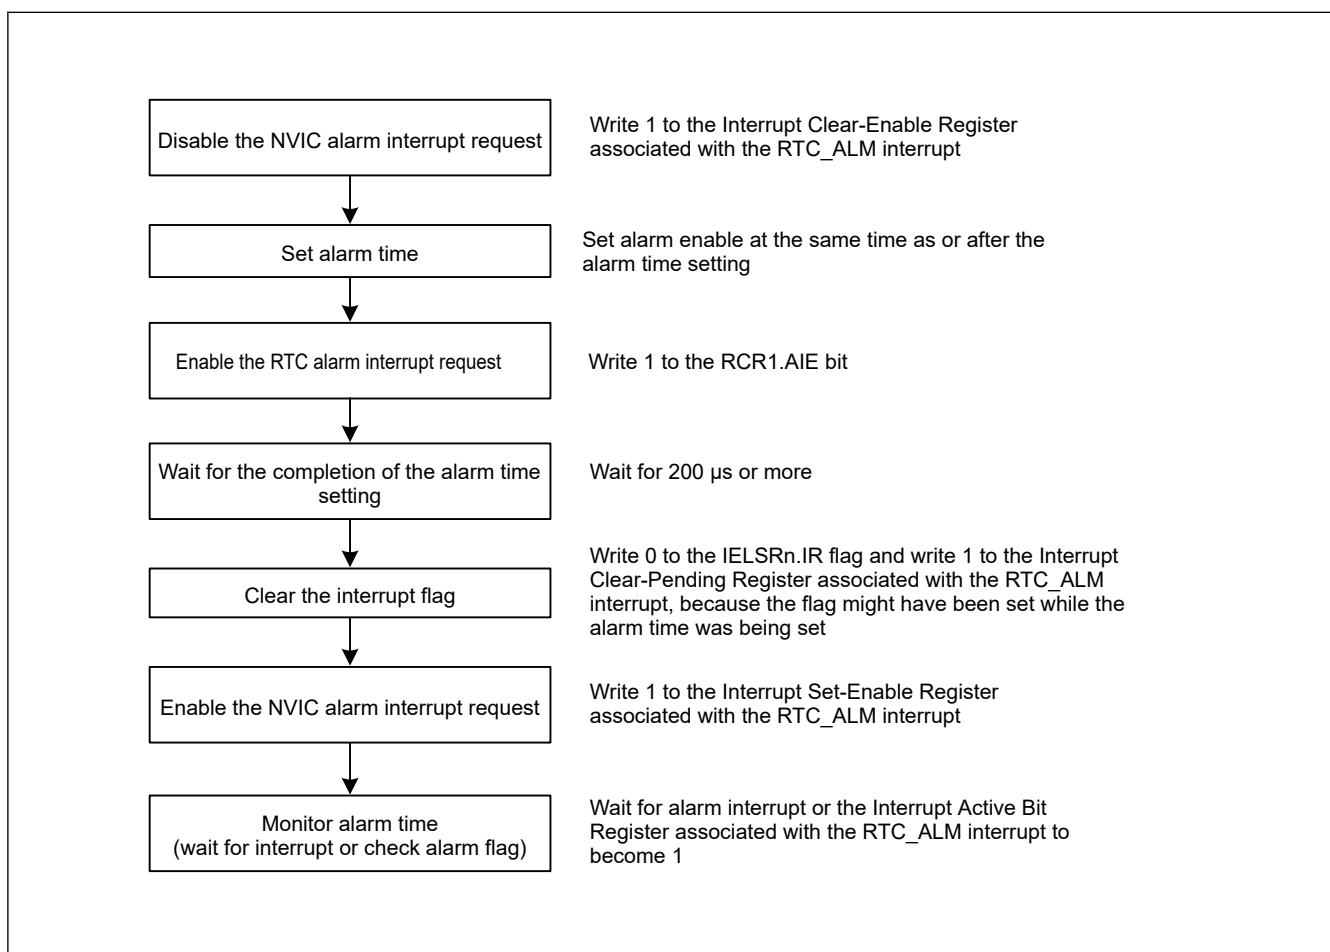 Disable the NVIC alarm interrupt request
Write 1 to the Interrupt Clear-Enable Register
associated with the RTC_ALM interrupt
Set alarm time
Set alarm enable at the same time as or after the
alarm time setting
Enable the RTC alarm interrupt request
Write 1 to the RCR1.AIE bit
Wait for the completion of the alarm time
setting
Wait for 200 µs or more
Clear the interrupt flag
Write 0 to the IELSRn.IR flag and write 1 to the Interrupt
Clear-Pending Register associated with the RTC_ALM
interrupt, because the flag might have been set while the
alarm time was being set
Enable the NVIC alarm interrupt request
Write 1 to the Interrupt Set-Enable Register
associated with the RTC_ALM interrupt
Monitor alarm time
(wait for interrupt or check alarm flag)
Wait for alarm interrupt or the Interrupt Active Bit
Register associated with the RTC_ALM interrupt to
become 1